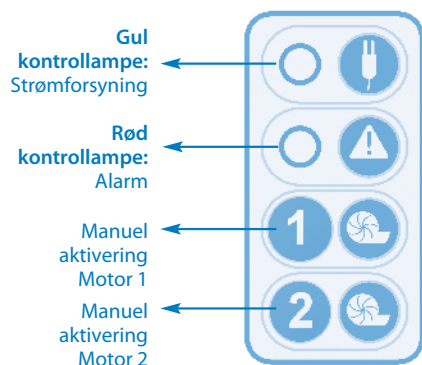 Gul
kontrollampe:
Strømforsyning
Rød
kontrollampe:
Alarm
Manuel
aktivering
Motor 1
1
Manuel
aktivering
Motor 2
2